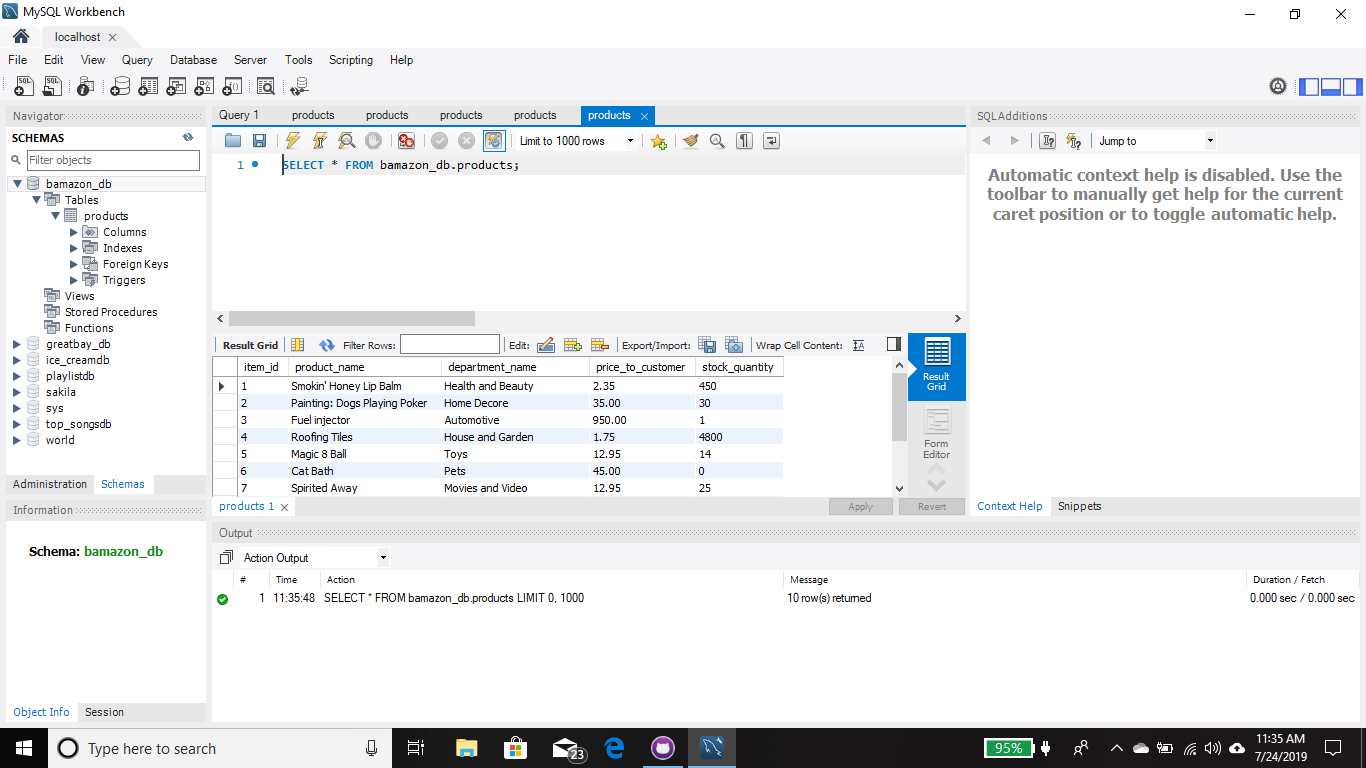 MySQL Workbench
localhost
File Edit View Query Database Server Tools Scripting Help
Navigator
SCHEMAS
Filter objects
bamazon_db
Tables
products
Columns
Indexes
Foreign Keys
Triggers
Views
Stored Procedures
Functions
greatbay_db
ice_creamdb
playlistdb
sakila
sys
top_songsdb
world
Administration Schemas
Information
Schema: bamazon_db
Object Info Session
Query 1 products products products products products
Limit to 1000 rows
1 SELECT * FROM bamazon_db.products;
Result Grid Filter Rows: Edit: Export/Import: Wrap Cell Content:
item_id product_name department_name price_to_customer stock_quantity
1 Smokin' Honey Lip Balm Health and Beauty 2.35 450
2 Painting: Dogs Playing Poker Home Decore 35.00 30
3 Fuel injector Automotive 950.00 1
4 Roofing Tiles House and Garden 1.75 4800
5 Magic 8 Ball Toys 12.95 14
6 Cat Bath Pets 45.00 0
7 Spirited Away Movies and Video 12.95 25
Result
Grid
Form
Editor
products 1 Apply Revert
SQLAdditions
Jump to
Automatic context help is disabled. Use the
toolbar to manually get help for the current
caret position or to toggle automatic help.
Context Help Snippets
Output
Action Output
# Time Action Message Duration / Fetch
1 11:35:48 SELECT * FROM bamazon_db.products LIMIT 0, 1000 10 row(s) returned 0.000 sec / 0.000 sec
Type here to search
23
95%
11:35 AM
7/24/2019